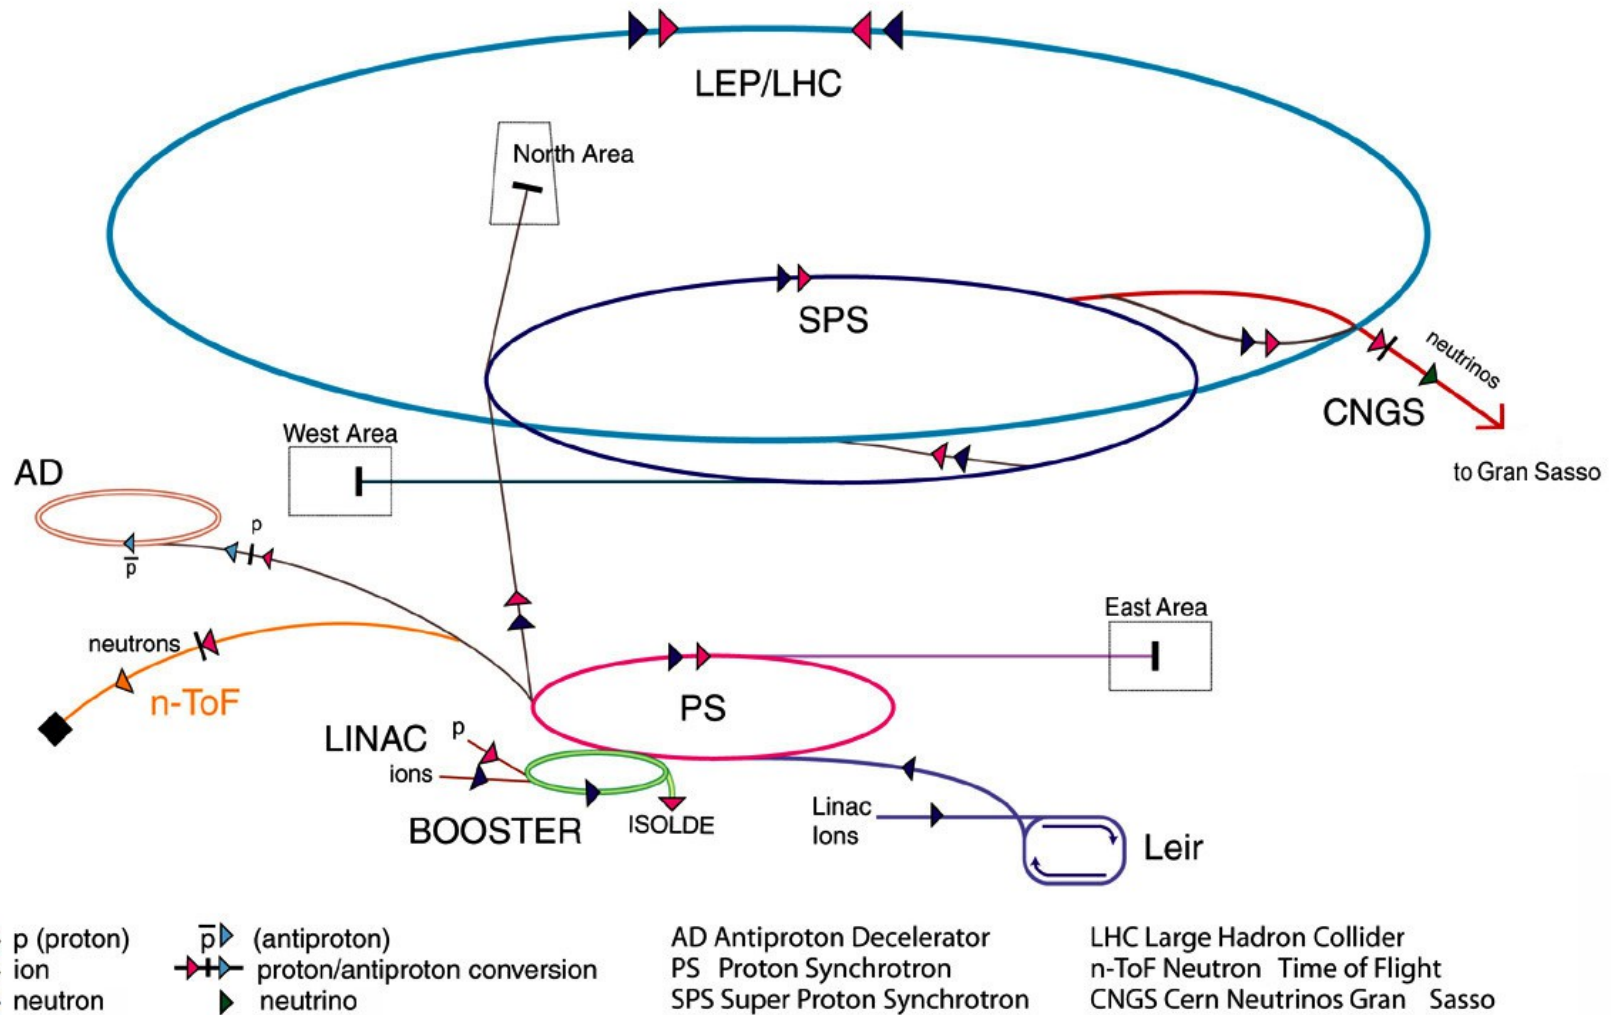 LEP/LHC
North Area
SPS
neutrinos
CNGS
West Area
to Gran Sasso
AD
p
p̅
East Area
neutrons
n-ToF
PS
LINAC
p
ions
BOOSTER
ISOLDE
Linac
Ions
Leir
p (proton)
ion
neutron
p̅ (antiproton)
proton/antiproton conversion
neutrino
AD Antiproton Decelerator
PS Proton Synchrotron
SPS Super Proton Synchrotron
LHC Large Hadron Collider
n-ToF Neutron Time of Flight
CNGS Cern Neutrinos Gran Sasso